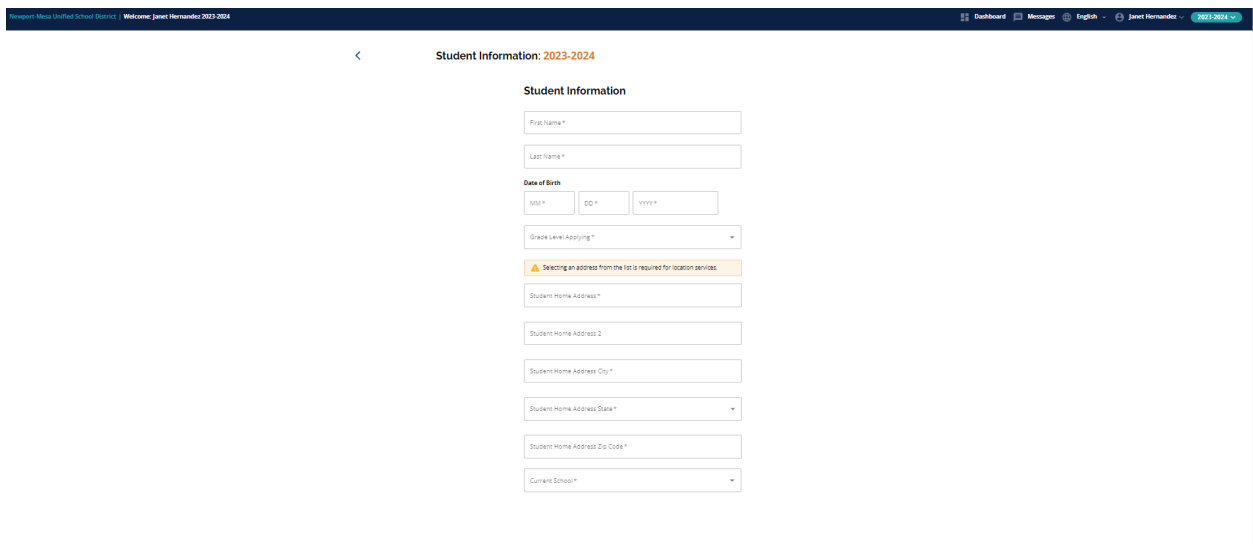 Newport-Mesa Unified School District | Welcome: Janet Hernandez 2023-2024 Dashboard Messages English Janet Hernandez 2023-2024
Student Information: 2023-2024
Student Information
First Name *
Last Name *
Date of Birth
MM * DD * YYYY *
Grade Level Applying *
Selecting an address from the list is required for location services.
Student Home Address *
Student Home Address 2
Student Home Address City *
Student Home Address State *
Student Home Address Zip Code *
Current School *